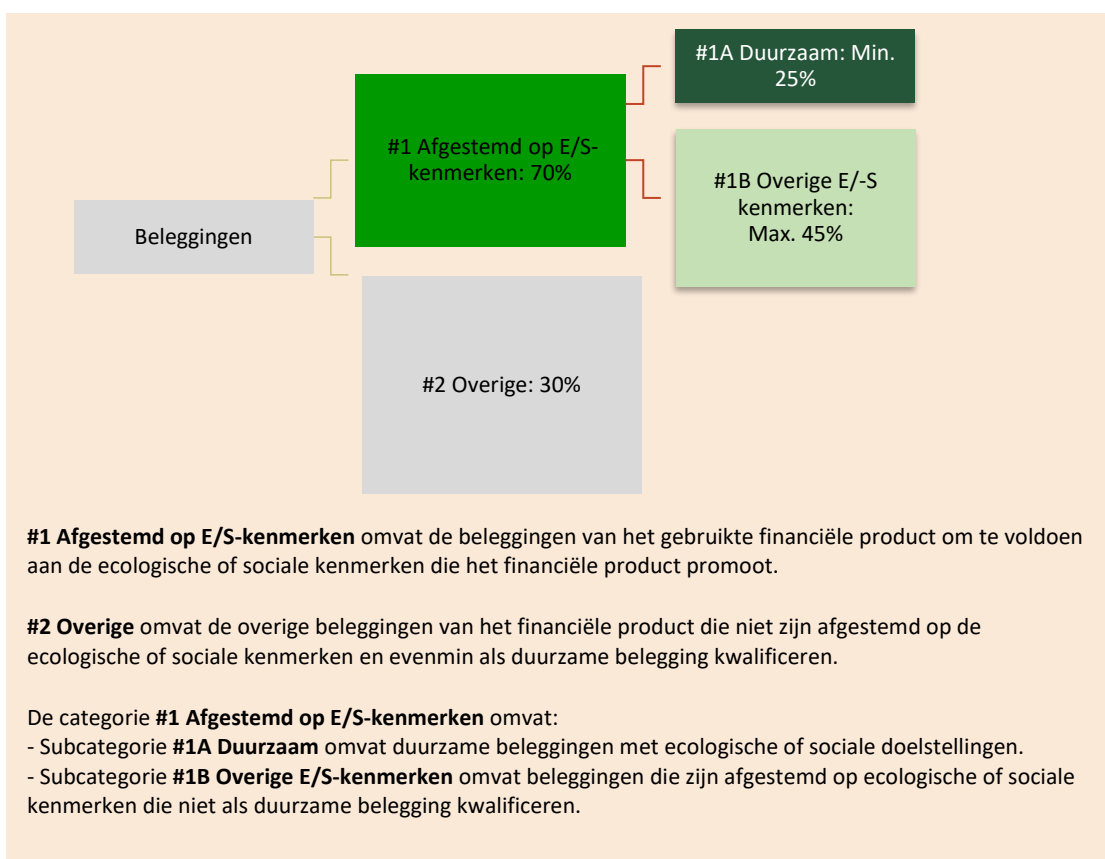 #1A Duurzaam: Min.
25%
#1 Afgestemd op E/S-
kenmerken: 70%
#1B Overige E/-S
kenmerken:
Max. 45%
Beleggingen
#2 Overige: 30%
#1 Afgestemd op E/S-kenmerken omvat de beleggingen van het gebruikte financiële product om te voldoen
aan de ecologische of sociale kenmerken die het financiële product promoot.
#2 Overige omvat de overige beleggingen van het financiële product die niet zijn afgestemd op de
ecologische of sociale kenmerken en evenmin als duurzame belegging kwalificeren.
De categorie #1 Afgestemd op E/S-kenmerken omvat:
- Subcategorie #1A Duurzaam omvat duurzame beleggingen met ecologische of sociale doelstellingen.
- Subcategorie #1B Overige E/S-kenmerken omvat beleggingen die zijn afgestemd op ecologische of sociale
kenmerken die niet als duurzame belegging kwalificeren.